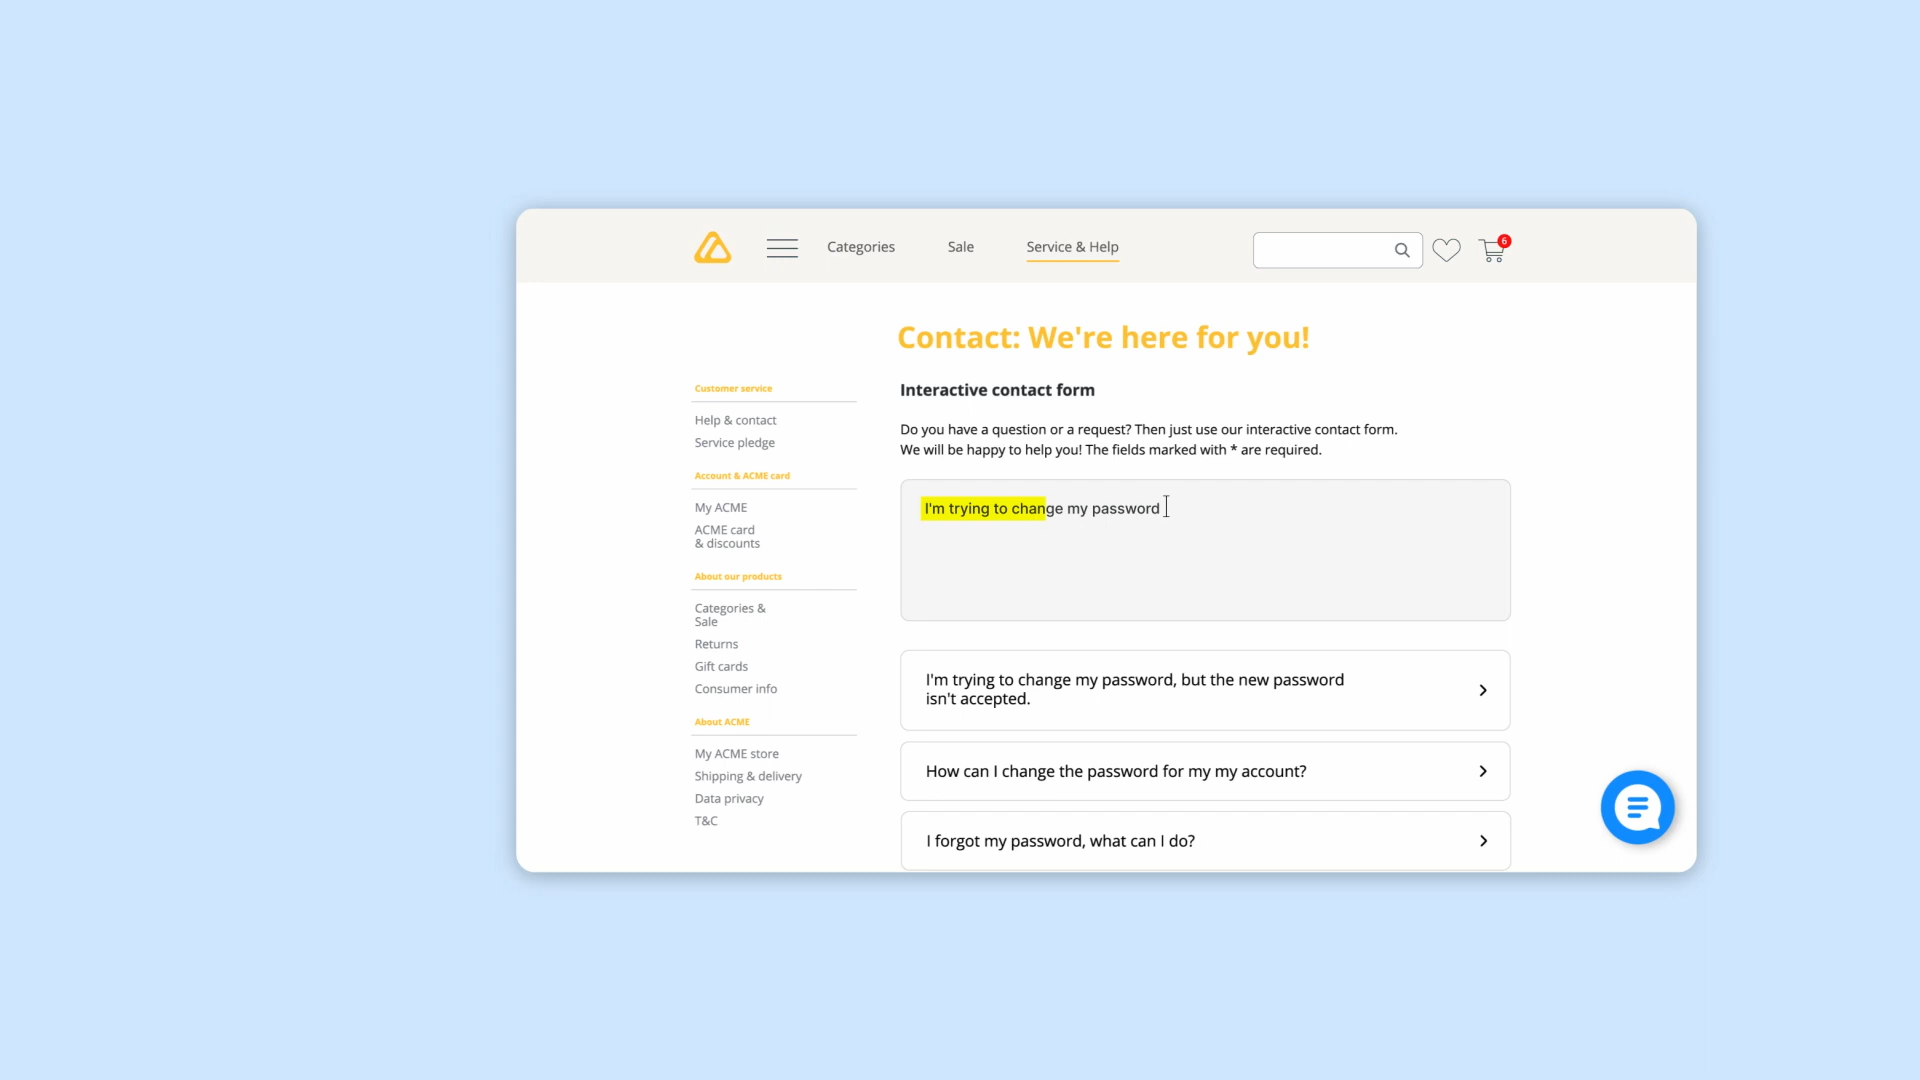 Categories
Sale
Service & Help
6
Contact: We're here for you!
Customer service
Help & contact
Service pledge
Account & ACME card
My ACME
ACME card
& discounts
About our products
Categories &
Sale
Returns
Gift cards
Consumer info
About ACME
My ACME store
Shipping & delivery
Data privacy
T&C
Interactive contact form
Do you have a question or a request? Then just use our interactive contact form.
We will be happy to help you! The fields marked with * are required.
I'm trying to change my password
I'm trying to change my password, but the new password
isn't accepted.
How can I change the password for my my account?
I forgot my password, what can I do?